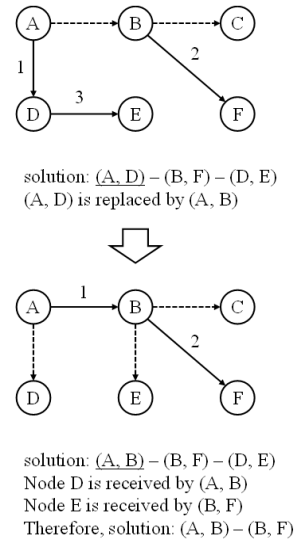 A B C
1 2
3
D E F
solution: (A, D) – (B, F) – (D, E)
(A, D) is replaced by (A, B)
1
A B C
2
D E F
solution: (A, B) – (B, F) – (D, E)
Node D is received by (A, B)
Node E is received by (B, F)
Therefore, solution: (A, B) – (B, F)